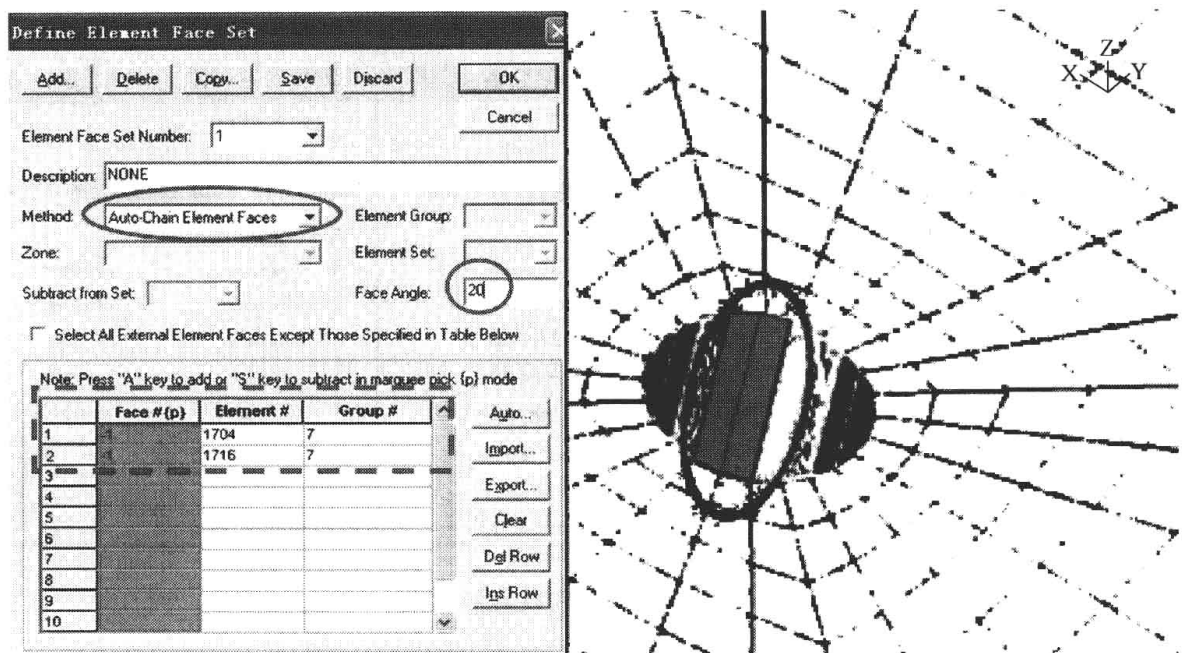 Define Element Face Set
Add... Delete Copy... Save Discard OK
Cancel
Element Face Set Number: 1
Description: NONE
Method: Auto-Chain Element Faces Element Group:
Zone: Element Set:
Subtract from Set: Face Angle: 20
Select All External Element Faces Except Those Specified in Table Below
Note: Press "A" key to add or "S" key to subtract in marquee pick {p} mode
Face #{p} Element # Group #
1 -1 1704 7
2 -1 1716 7
3
4
5
6
7
8
9
10
Auto...
Import...
Export...
Clear
Del Row
Ins Row
Z
X Y